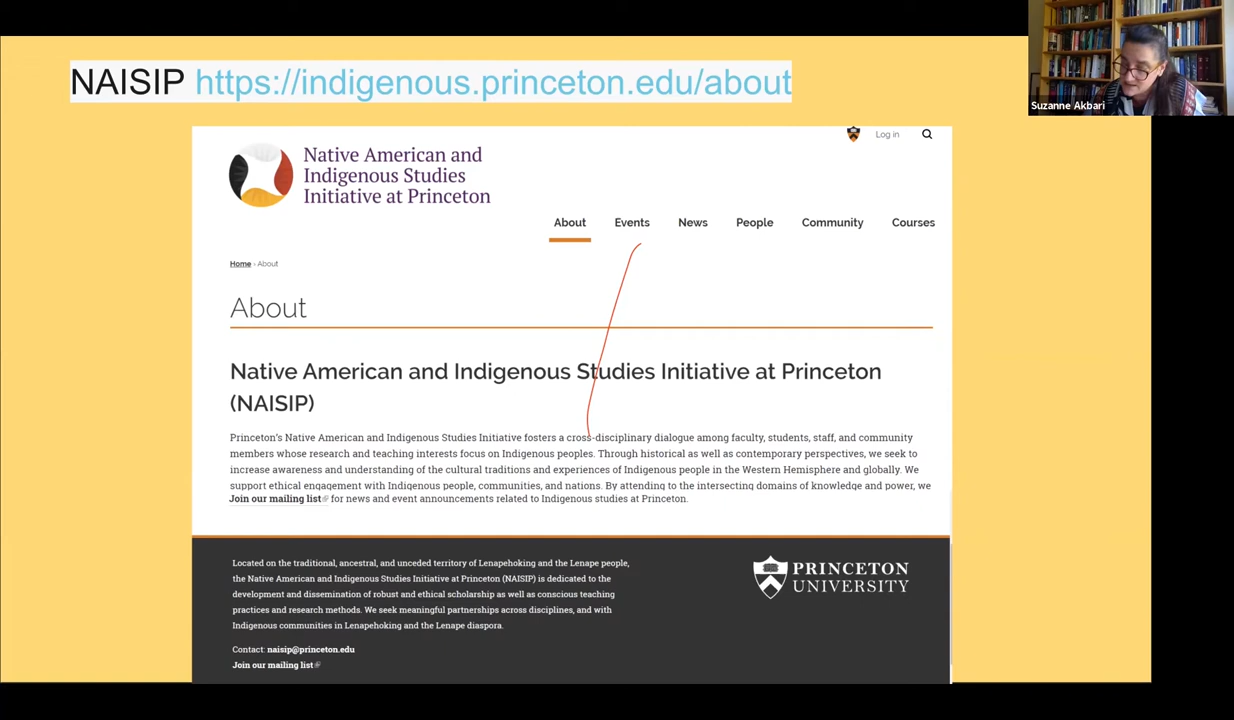 NAISIP https://indigenous.princeton.edu/about
Suzanne Akbari
Log in
Native American and
Indigenous Studies
Initiative at Princeton
About Events News People Community Courses
Home › About
About
Native American and Indigenous Studies Initiative at Princeton
(NAISIP)
Princeton's Native American and Indigenous Studies Initiative fosters a cross-disciplinary dialogue among faculty, students, staff, and community
members whose research and teaching interests focus on Indigenous peoples. Through historical as well as contemporary perspectives, we seek to
increase awareness and understanding of the cultural traditions and experiences of Indigenous people in the Western Hemisphere and globally. We
support ethical engagement with Indigenous people, communities, and nations. By attending to the intersecting domains of knowledge and power, we
Join our mailing list for news and event announcements related to Indigenous studies at Princeton.
Located on the traditional, ancestral, and unceded territory of Lenapehoking and the Lenape people,
the Native American and Indigenous Studies Initiative at Princeton (NAISIP) is dedicated to the
development and dissemination of robust and ethical scholarship as well as conscious teaching
practices and research methods. We seek meaningful partnerships across disciplines, and with
Indigenous communities in Lenapehoking and the Lenape diaspora.
Contact: naisip@princeton.edu
Join our mailing list
PRINCETON
UNIVERSITY